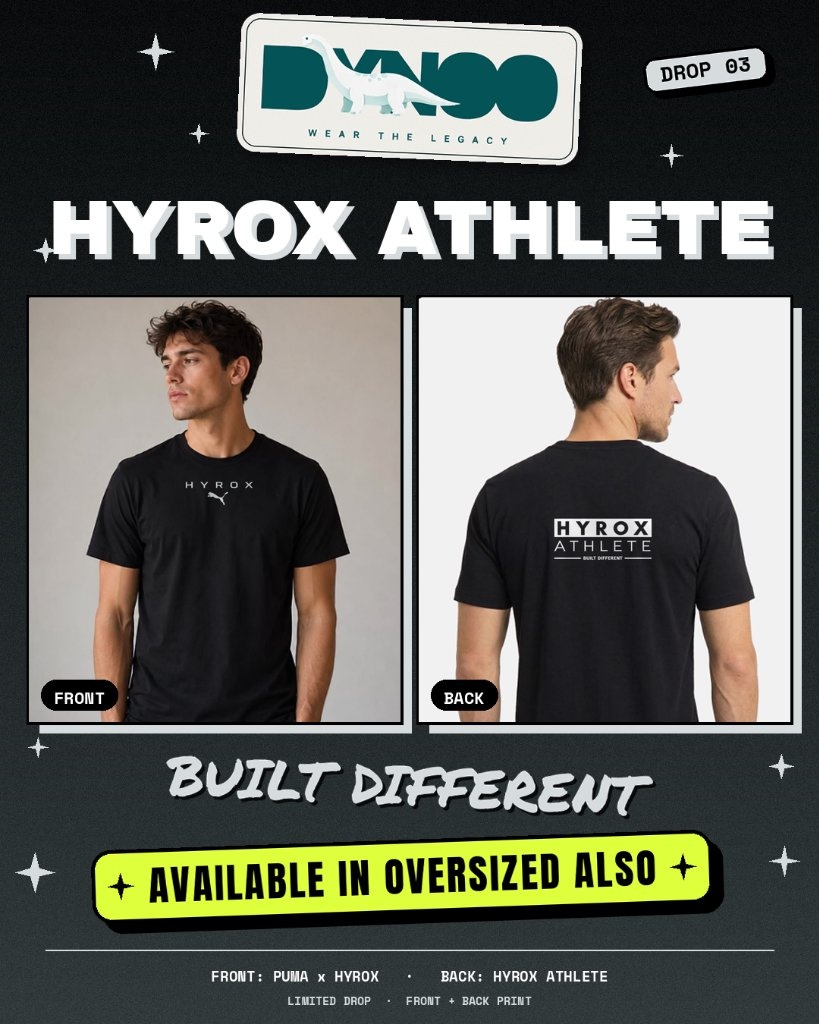 DYNOO
WEAR THE LEGACY
DROP 03
HYROX ATHLETE
HYROX
FRONT
HYROX
ATHLETE
BUILT DIFFERENT
BACK
BUILT DIFFERENT
AVAILABLE IN OVERSIZED ALSO
FRONT: PUMA x HYROX · BACK: HYROX ATHLETE
LIMITED DROP · FRONT + BACK PRINT